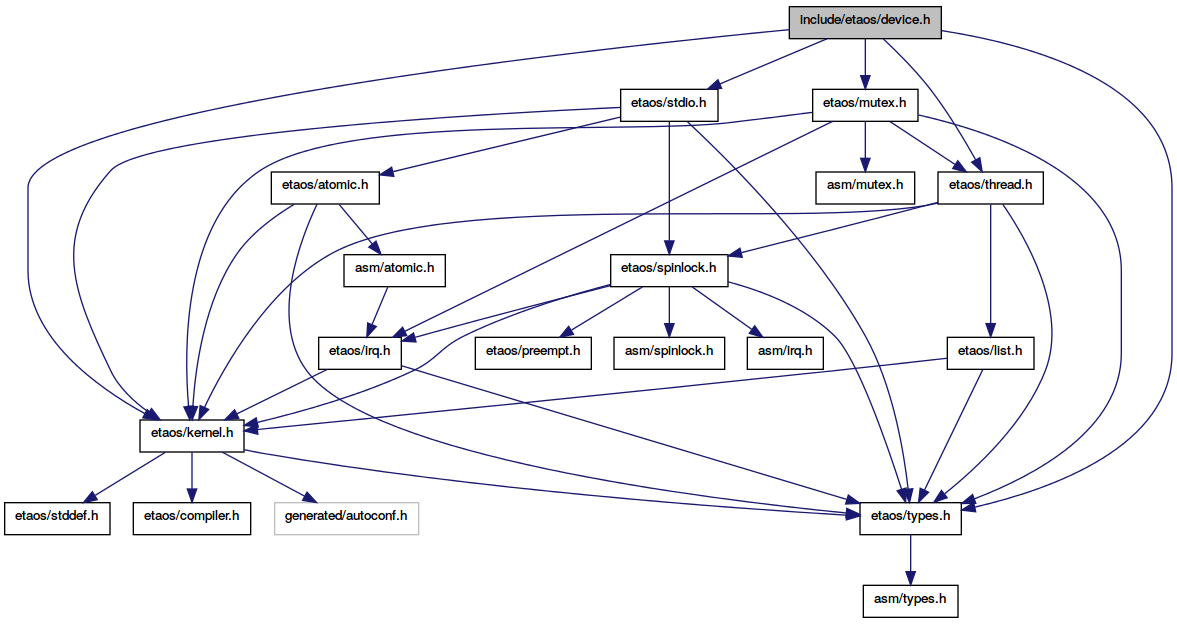 include/etaos/device.h
etaos/stdio.h
etaos/mutex.h
etaos/atomic.h
asm/mutex.h
etaos/thread.h
asm/atomic.h
etaos/spinlock.h
etaos/irq.h
etaos/preempt.h
asm/spinlock.h
asm/irq.h
etaos/list.h
etaos/kernel.h
etaos/stddef.h
etaos/compiler.h
generated/autoconf.h
etaos/types.h
asm/types.h